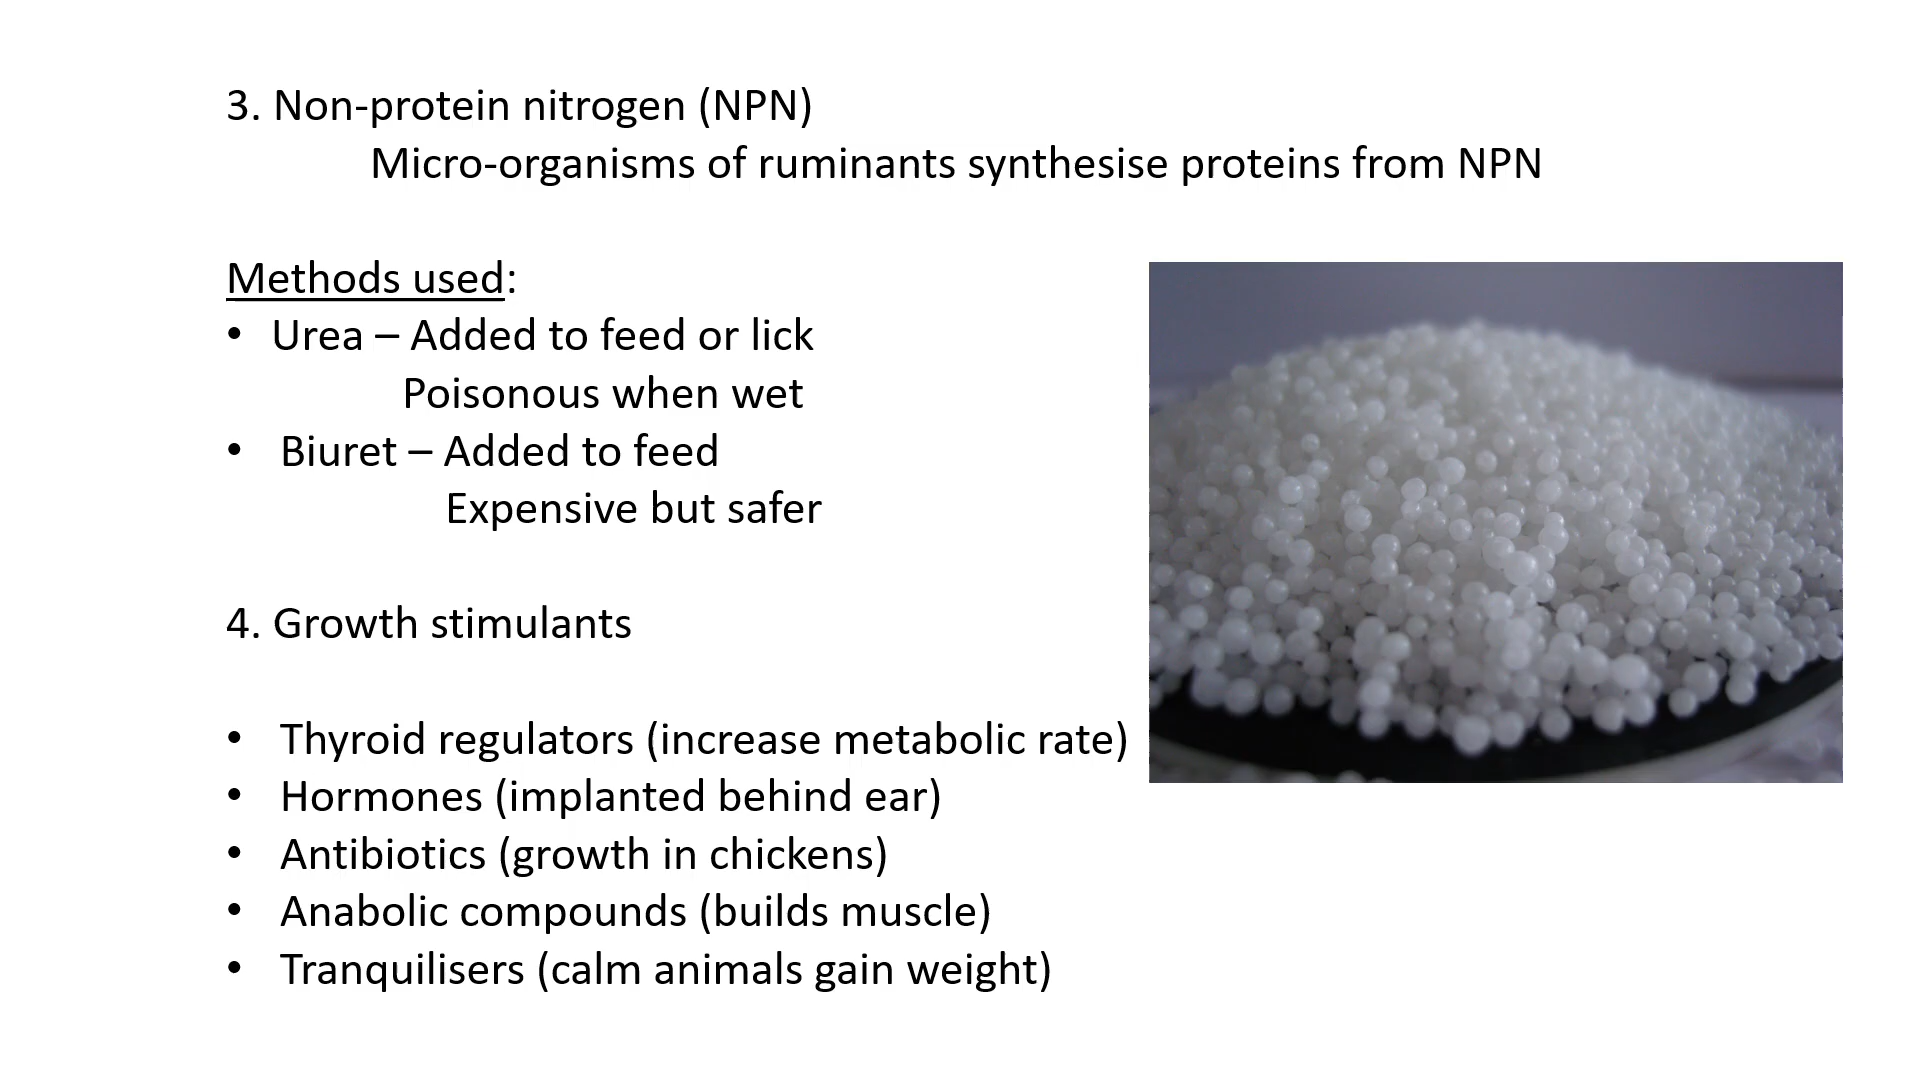 3. Non-protein nitrogen (NPN)
Micro-organisms of ruminants synthesise proteins from NPN
Methods used:
• Urea – Added to feed or lick
Poisonous when wet
• Biuret – Added to feed
Expensive but safer
4. Growth stimulants
• Thyroid regulators (increase metabolic rate)
• Hormones (implanted behind ear)
• Antibiotics (growth in chickens)
• Anabolic compounds (builds muscle)
• Tranquilisers (calm animals gain weight)